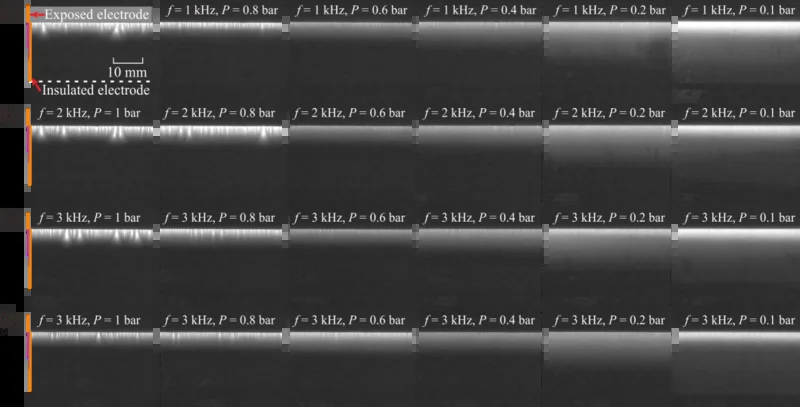 Exposed electrode
f = 1 kHz, P = 0.8 bar
f = 1 kHz, P = 0.6 bar
f = 1 kHz, P = 0.4 bar
f = 1 kHz, P = 0.2 bar
f = 1 kHz, P = 0.1 bar
10 mm
Insulated electrode
f = 2 kHz, P = 1 bar
f = 2 kHz, P = 0.8 bar
f = 2 kHz, P = 0.6 bar
f = 2 kHz, P = 0.4 bar
f = 2 kHz, P = 0.2 bar
f = 2 kHz, P = 0.1 bar
f = 3 kHz, P = 1 bar
f = 3 kHz, P = 0.8 bar
f = 3 kHz, P = 0.6 bar
f = 3 kHz, P = 0.4 bar
f = 3 kHz, P = 0.2 bar
f = 3 kHz, P = 0.1 bar
f = 3 kHz, P = 1 bar
f = 3 kHz, P = 0.8 bar
f = 3 kHz, P = 0.6 bar
f = 3 kHz, P = 0.4 bar
f = 3 kHz, P = 0.2 bar
f = 3 kHz, P = 0.1 bar